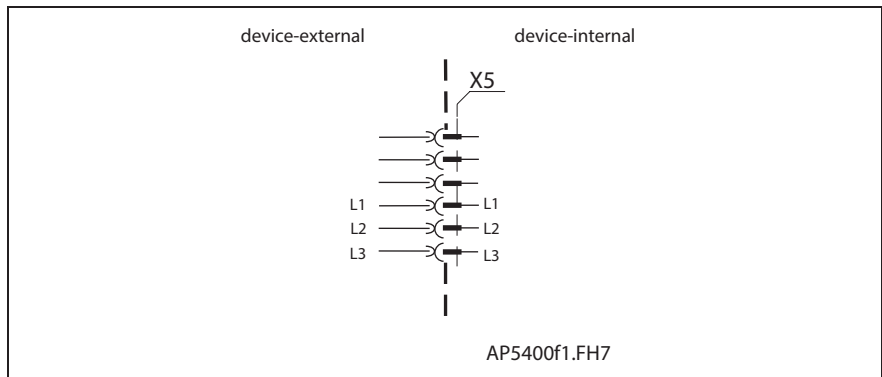 device-external device-internal
X5
L1 L1
L2 L2
L3 L3
AP5400f1.FH7